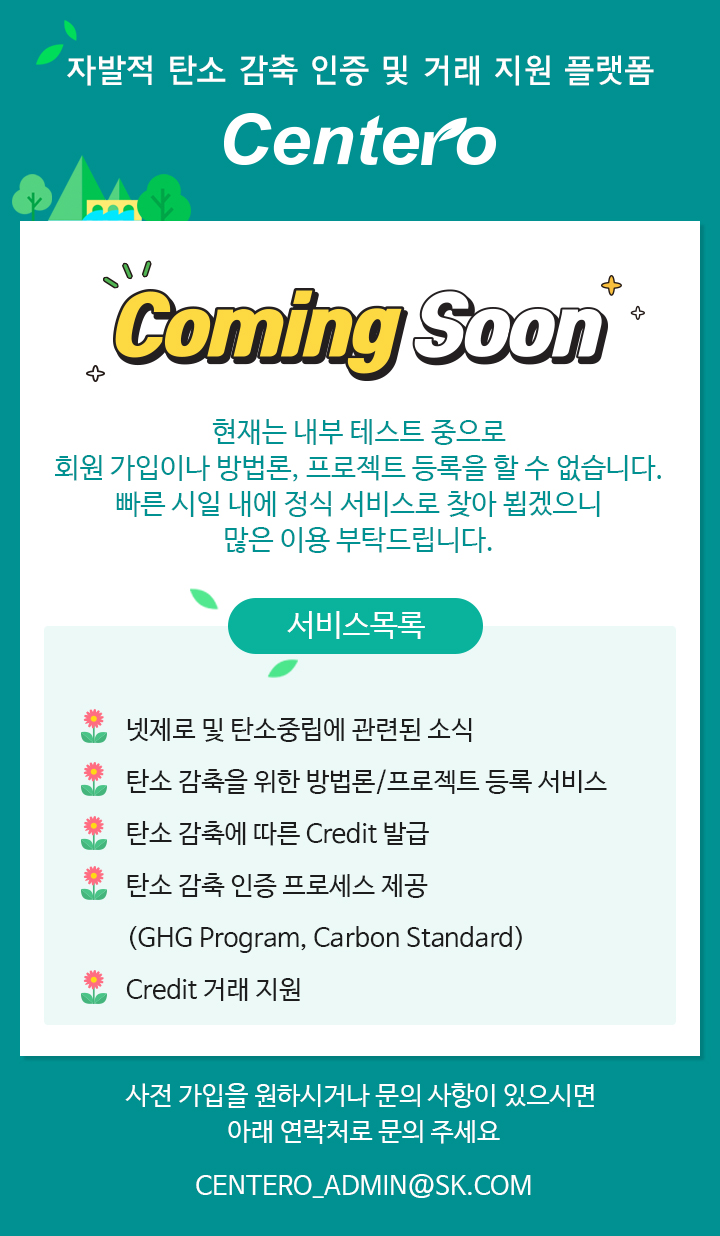 자발적 탄소 감축 인증 및 거래 지원 플랫폼
Centero
Coming Soon
현재는 내부 테스트 중으로
회원 가입이나 방법론, 프로젝트 등록을 할 수 없습니다.
빠른 시일 내에 정식 서비스로 찾아 뵙겠으니
많은 이용 부탁드립니다.
서비스목록
넷제로 및 탄소중립에 관련된 소식
탄소 감축을 위한 방법론/프로젝트 등록 서비스
탄소 감축에 따른 Credit 발급
탄소 감축 인증 프로세스 제공
(GHG Program, Carbon Standard)
Credit 거래 지원
사전 가입을 원하시거나 문의 사항이 있으시면
아래 연락처로 문의 주세요
CENTERO_ADMIN@SK.COM